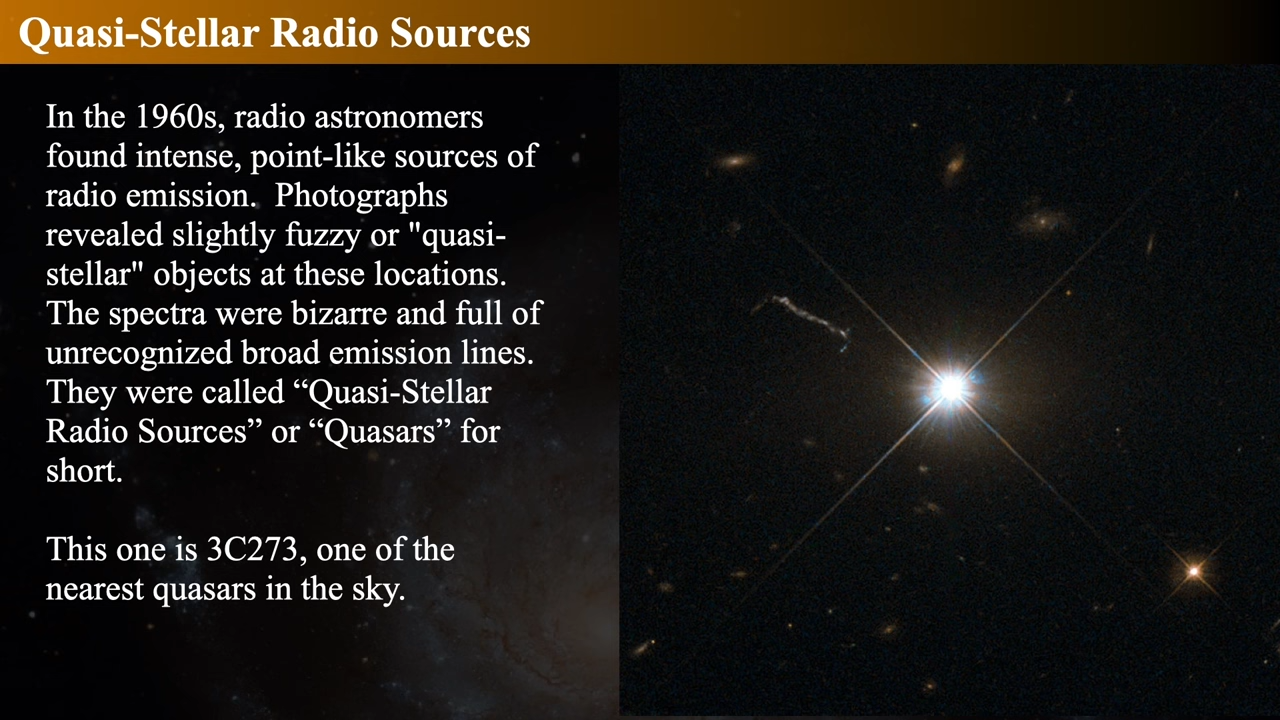 Quasi-Stellar Radio Sources
In the 1960s, radio astronomers
found intense, point-like sources of
radio emission.  Photographs
revealed slightly fuzzy or "quasi-
stellar" objects at these locations.
The spectra were bizarre and full of
unrecognized broad emission lines.
They were called “Quasi-Stellar
Radio Sources” or “Quasars” for
short.
This one is 3C273, one of the
nearest quasars in the sky.